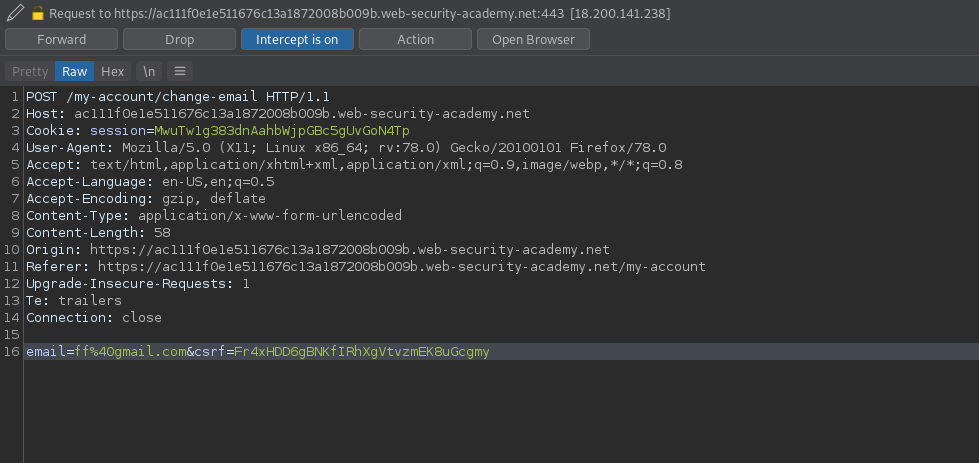 Request to https://ac111f0e1e511676c13a1872008b009b.web-security-academy.net:443 [18.200.141.238]
Forward Drop Intercept is on Action Open Browser
Pretty Raw Hex \n
1 POST /my-account/change-email HTTP/1.1
2 Host: ac111f0e1e511676c13a1872008b009b.web-security-academy.net
3 Cookie: session=MwuTw1g383dnAahbWjpGBc5gUvGoN4Tp
4 User-Agent: Mozilla/5.0 (X11; Linux x86_64; rv:78.0) Gecko/20100101 Firefox/78.0
5 Accept: text/html,application/xhtml+xml,application/xml;q=0.9,image/webp,*/*;q=0.8
6 Accept-Language: en-US,en;q=0.5
7 Accept-Encoding: gzip, deflate
8 Content-Type: application/x-www-form-urlencoded
9 Content-Length: 58
10 Origin: https://ac111f0e1e511676c13a1872008b009b.web-security-academy.net
11 Referer: https://ac111f0e1e511676c13a1872008b009b.web-security-academy.net/my-account
12 Upgrade-Insecure-Requests: 1
13 Te: trailers
14 Connection: close
15
16 email=ff%40gmail.com&csrf=Fr4xHDD6gBNKfIRhXgVtvzmEK8uGcgmy